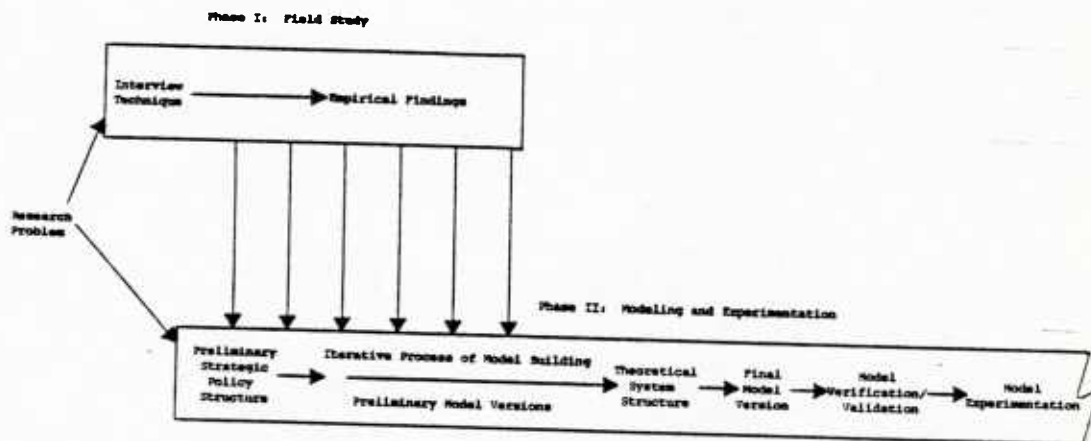 Phase I: Field Study
Interview
Technique
Empirical Findings
Research
Problem
Phase II: Modeling and Experimentation
Preliminary
Strategic
Policy
Structure
Iterative Process of Model Building
Preliminary Model Versions
Theoretical
System
Structure
Final
Model
Version
Model
Verification/
Validation
Model
Experimentation